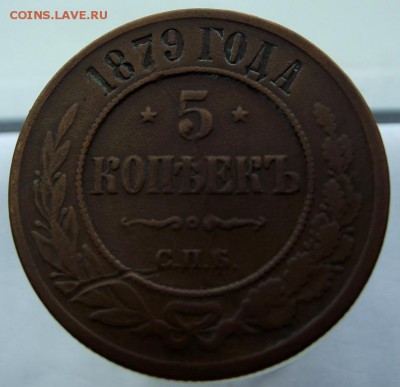 COINS.LAVE.RU
1879 ГОДА
5
КОПѢЕКЪ
С.П.Б.